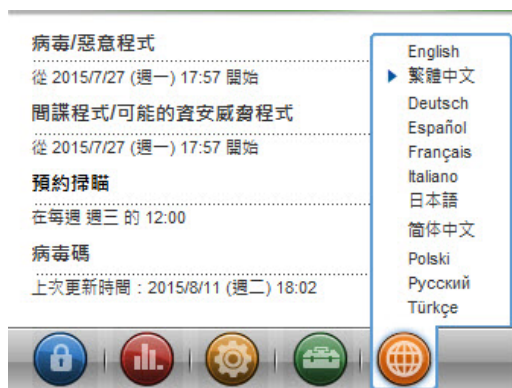 病毒/惡意程式
從 2015/7/27 (週一) 17:57 開始
間諜程式/可能的資安威脅程式
從 2015/7/27 (週一) 17:57 開始
預約掃瞄
在每週 週三 的 12:00
病毒碼
上次更新時間：2015/8/11 (週二) 18:02
English
繁體中文
Deutsch
Español
Français
Italiano
日本語
简体中文
Polski
Русский
Türkçe